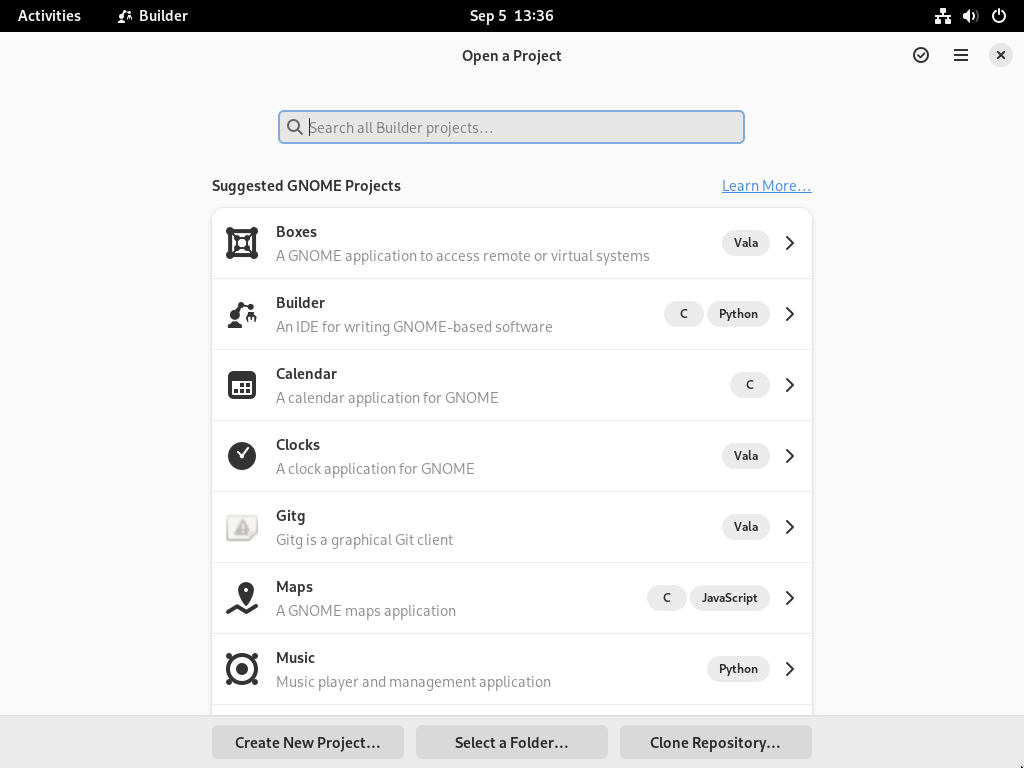 Activities Builder Sep 5 13:36
Open a Project
Search all Builder projects…
Suggested GNOME Projects Learn More…
Boxes
A GNOME application to access remote or virtual systems
Vala
Builder
An IDE for writing GNOME-based software
C Python
Calendar
A calendar application for GNOME
C
Clocks
A clock application for GNOME
Vala
Gitg
Gitg is a graphical Git client
Vala
Maps
A GNOME maps application
C JavaScript
Music
Music player and management application
Python
Create New Project… Select a Folder… Clone Repository…